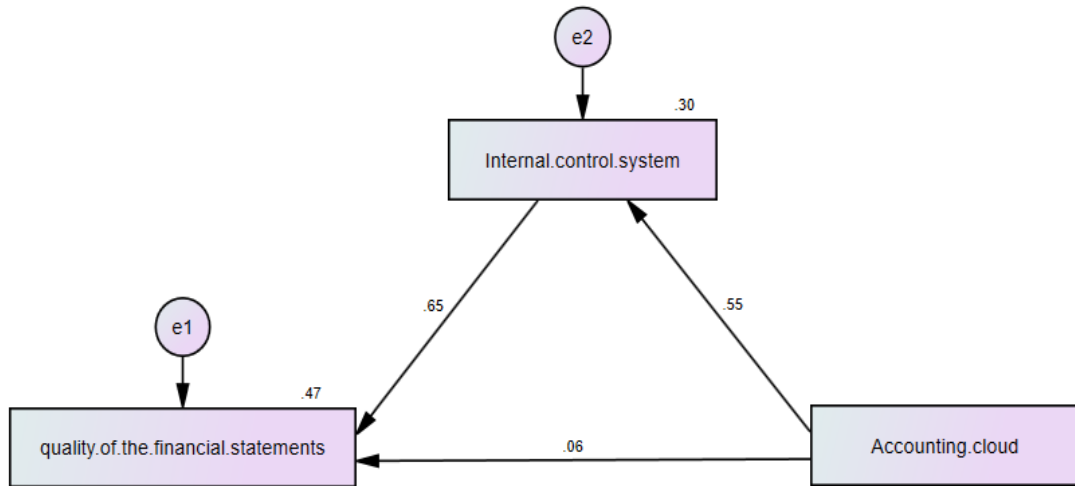 e2
.30
Internal.control.system
.65
.55
e1
.47
quality.of.the.financial.statements
.06
Accounting.cloud